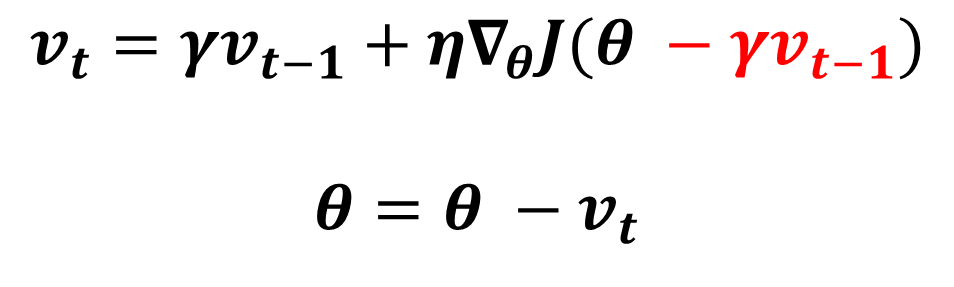 v_t = γv_{t−1} + η∇_θJ(θ − γv_{t−1})
θ = θ − v_t